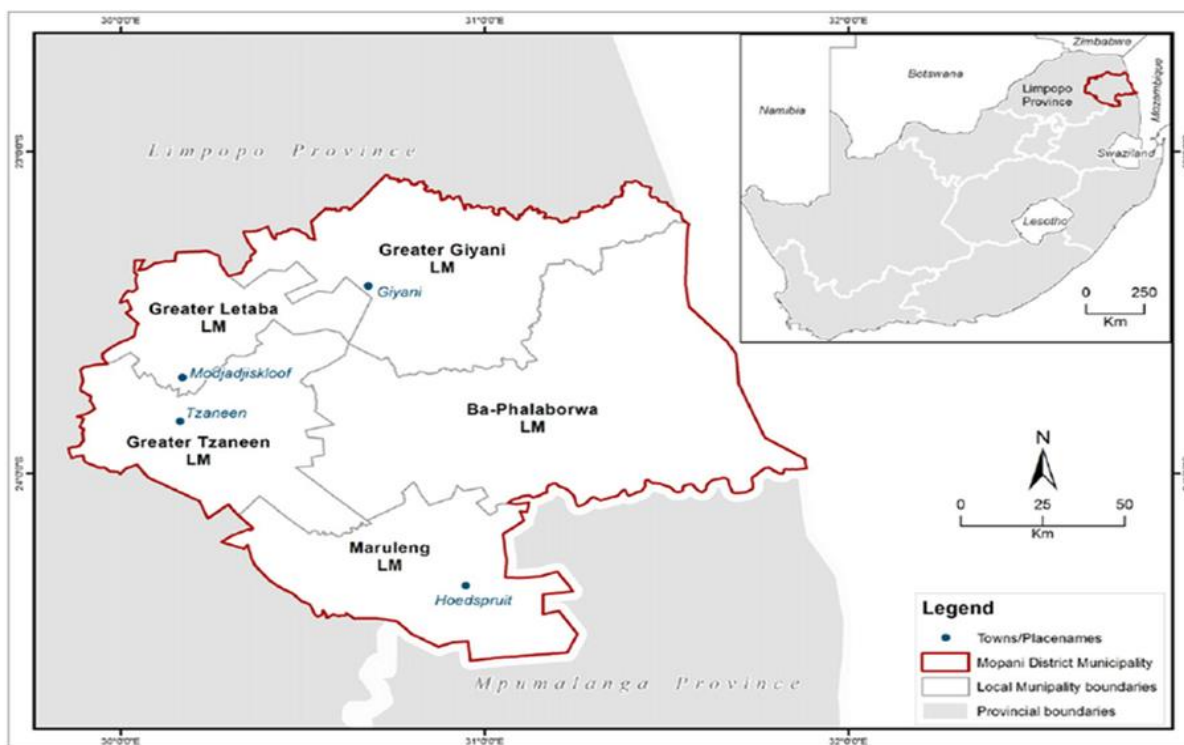 30°0'0"E
31°0'0"E
32°0'0"E
Limpopo Province
Greater Giyani
LM
Giyani
Greater Letaba
LM
Modjadjiskloof
Tzaneen
Greater Tzaneen
LM
Ba-Phalaborwa
LM
Maruleng
LM
Hoedspruit
Mpumalanga Province
23°0'0"S
24°0'0"S
Zimbabwe
Botswana
Namibia
Limpopo
Province
Mozambique
Swaziland
Lesotho
0 250
Km
N
0 25 50
Km
Legend
Towns/Placenames
Mopani District Municipality
Local Munipality boundaries
Provincial boundaries
30°0'0"E
31°0'0"E
32°0'0"E